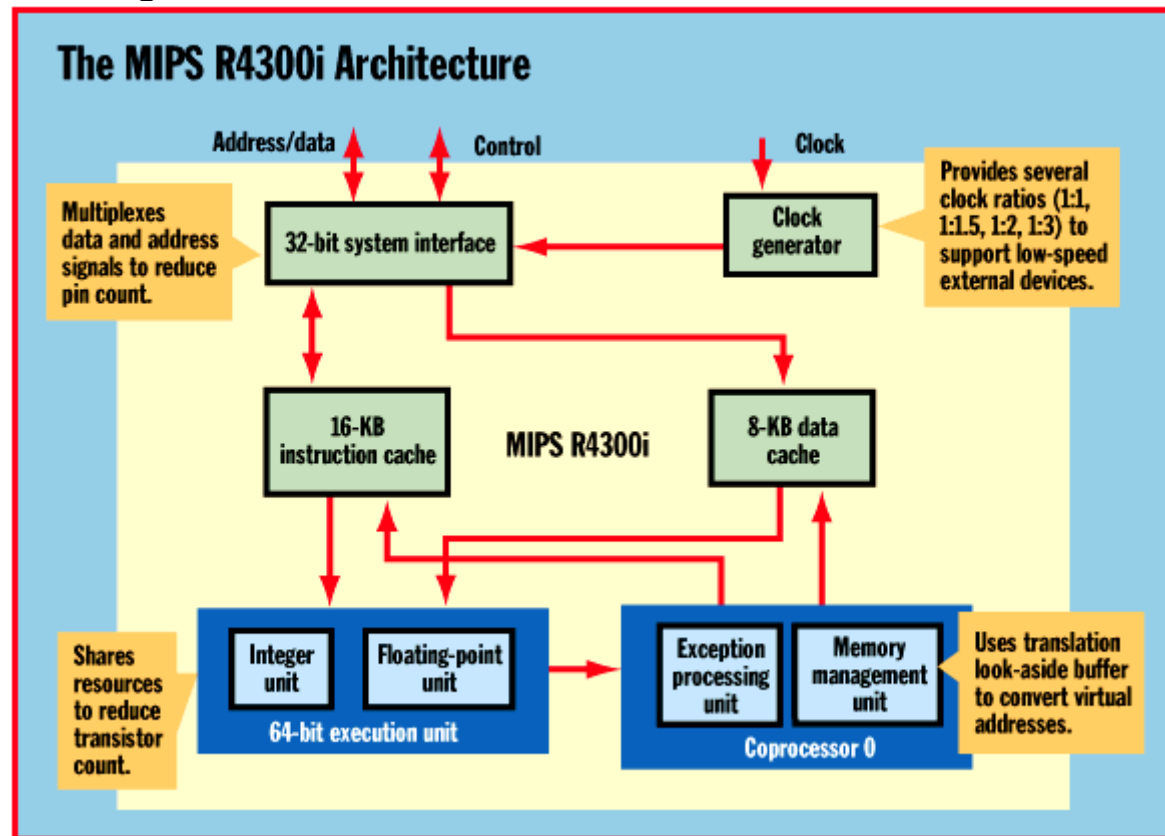 The MIPS R4300i Architecture
Address/data
Control
Clock
Multiplexes
data and address
signals to reduce
pin count.
32-bit system interface
Clock
generator
Provides several
clock ratios (1:1,
1:1.5, 1:2, 1:3) to
support low-speed
external devices.
16-KB
instruction cache
MIPS R4300i
8-KB data
cache
Shares
resources
to reduce
transistor
count.
Integer
unit
Floating-point
unit
64-bit execution unit
Exception
processing
unit
Memory
management
unit
Coprocessor 0
Uses translation
look-aside buffer
to convert virtual
addresses.